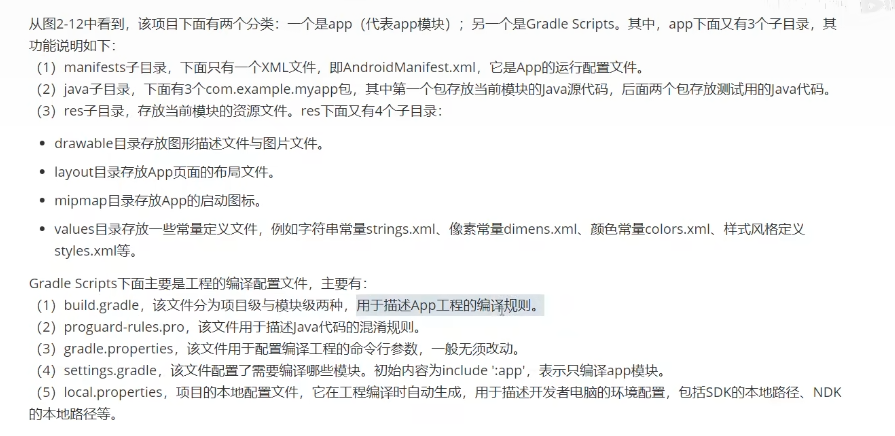 从图2-12中看到，该项目下面有两个分类：一个是app（代表app模块）；另一个是Gradle Scripts。其中，app下面又有3个子目录，其
功能说明如下：
（1）manifests子目录，下面只有一个XML文件，即AndroidManifest.xml，它是App的运行配置文件。
（2）java子目录，下面有3个com.example.myapp包，其中第一个包存放当前模块的Java源代码，后面两个包存放测试用的Java代码。
（3）res子目录，存放当前模块的资源文件。res下面又有4个子目录：
• drawable目录存放图形描述文件与图片文件。
• layout目录存放App页面的布局文件。
• mipmap目录存放App的启动图标。
• values目录存放一些常量定义文件，例如字符串常量strings.xml、像素常量dimens.xml、颜色常量colors.xml、样式风格定义
styles.xml等。
Gradle Scripts下面主要是工程的编译配置文件，主要有：
（1）build.gradle，该文件分为项目级与模块级两种，用于描述App工程的编译规则。
（2）proguard-rules.pro，该文件用于描述Java代码的混淆规则。
（3）gradle.properties，该文件用于配置编译工程的命令行参数，一般无须改动。
（4）settings.gradle，该文件配置了需要编译哪些模块。初始内容为include ':app'，表示只编译app模块。
（5）local.properties，项目的本地配置文件，它在工程编译时自动生成，用于描述开发者电脑的环境配置，包括SDK的本地路径、NDK
的本地路径等。